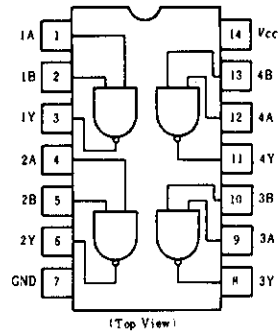 1A 1 14 Vcc
1B 2 13 4B
1Y 3 12 4A
2A 4 11 4Y
2B 5 10 3B
2Y 6 9 3A
GND 7 8 3Y
(Top View)